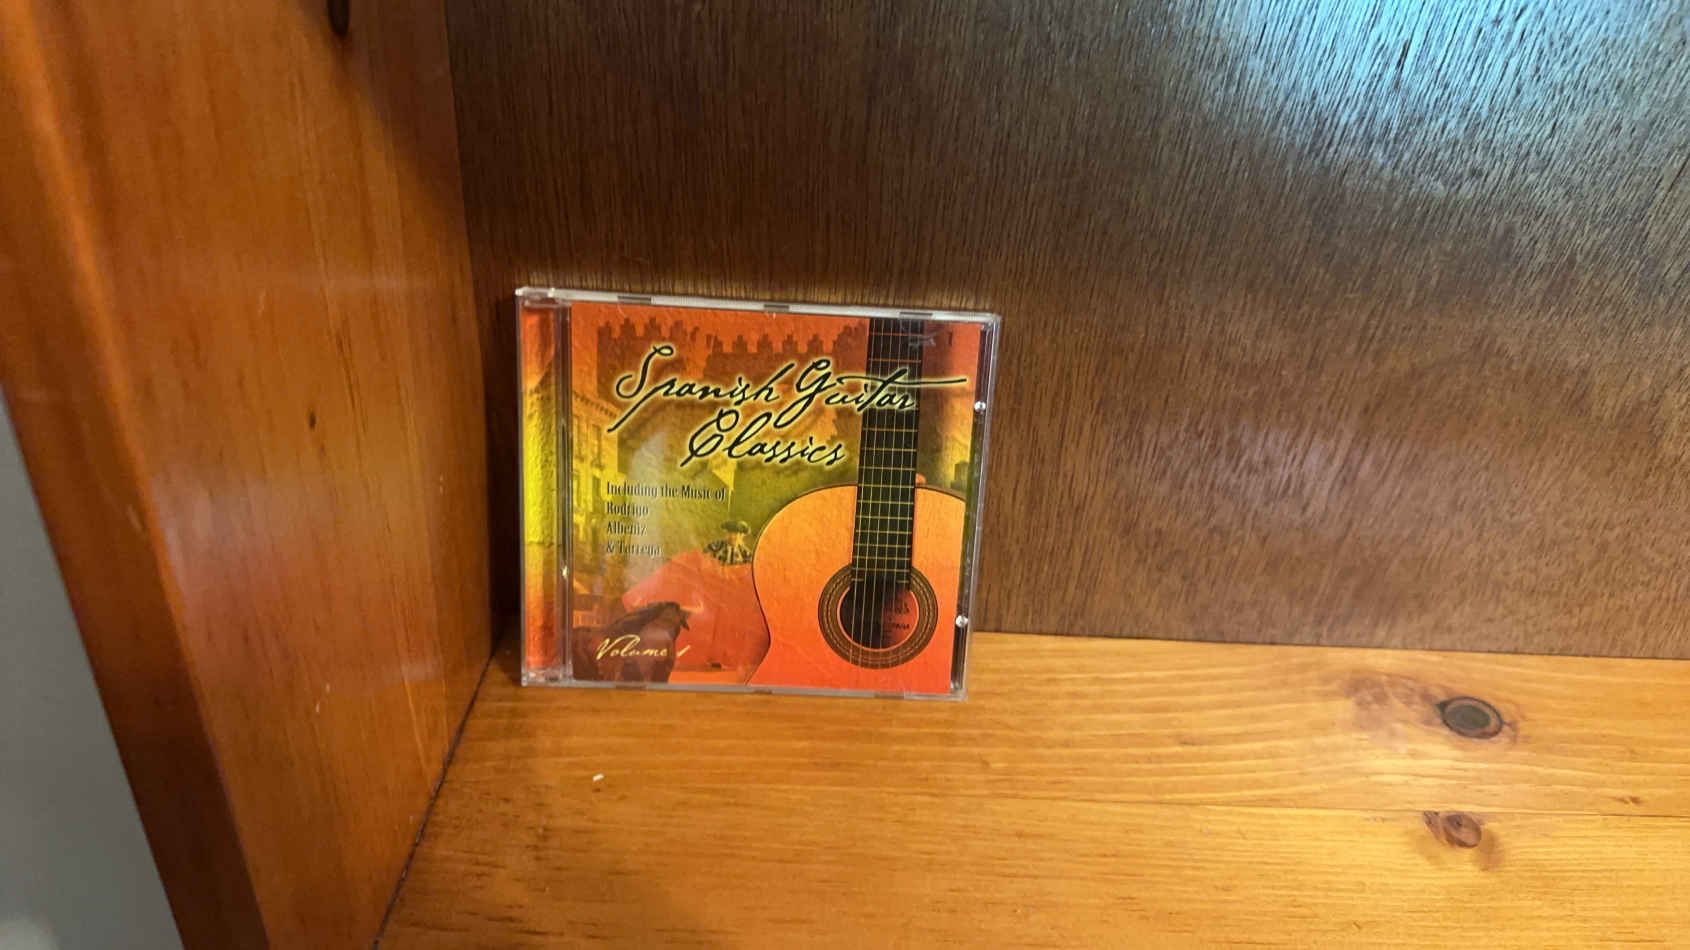 Spanish Guitar
Classics
Including the Music of
Rodrigo
Albeniz
& Tarrega
Volume 1